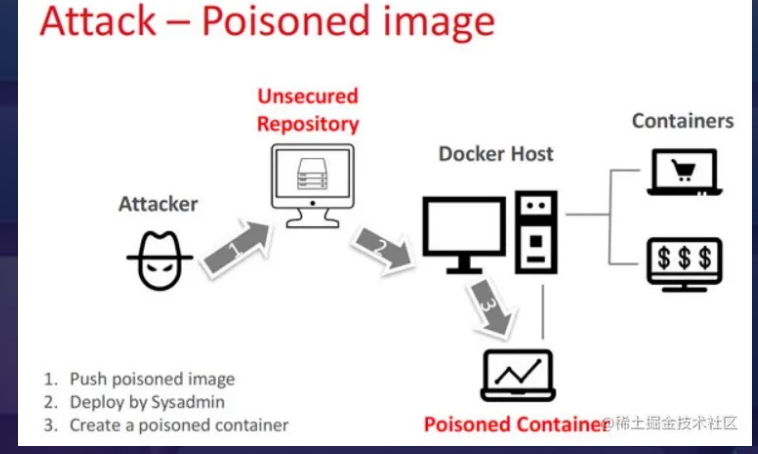 Attack – Poisoned image
Unsecured
Repository
Containers
Docker Host
Attacker
1
2
3
$ $ $
1. Push poisoned image
2. Deploy by Sysadmin
3. Create a poisoned container
Poisoned Container
@稀土掘金技术社区